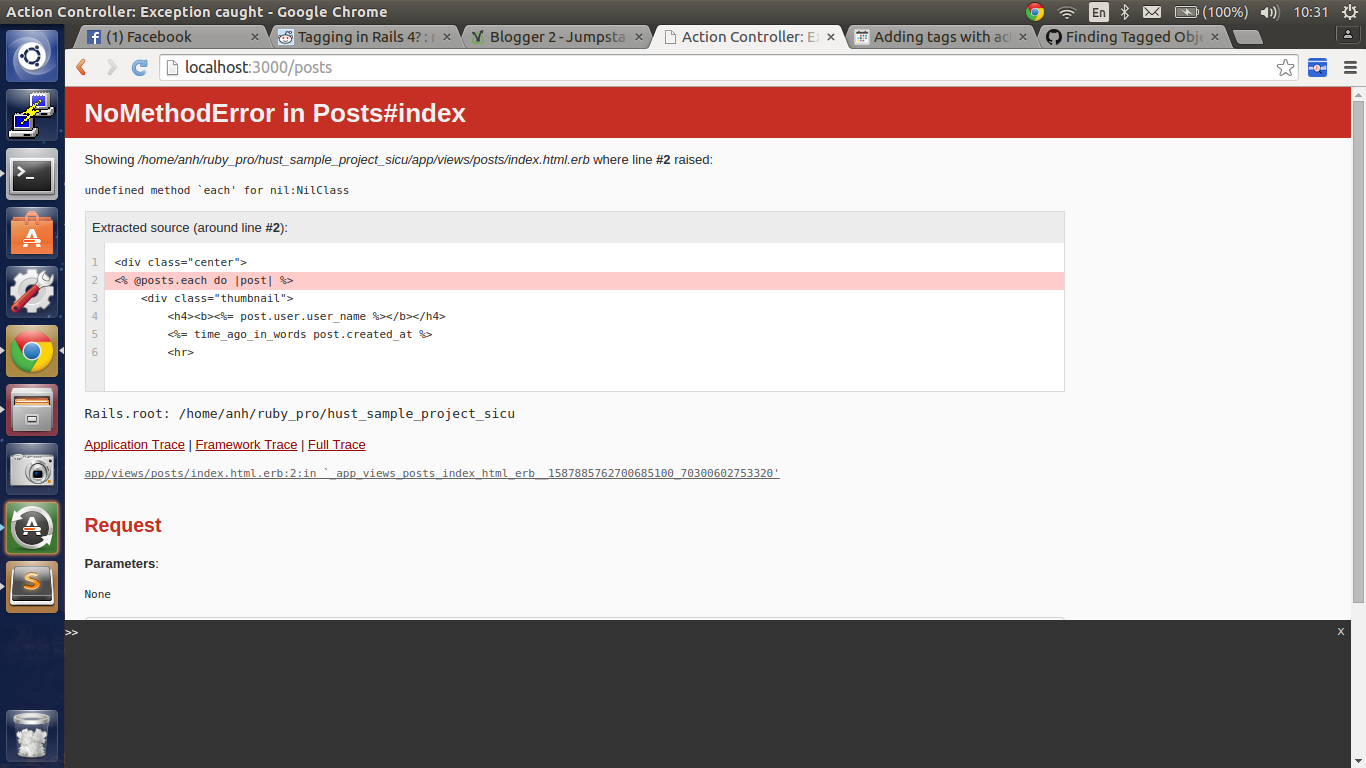 Action Controller: Exception caught - Google Chrome
En
(100%)
10:31
(1) Facebook
Tagging in Rails 4? :
Blogger 2 - Jumpsta
Action Controller: E
Adding tags with ac
Finding Tagged Obje
localhost:3000/posts
NoMethodError in Posts#index
Showing /home/anh/ruby_pro/hust_sample_project_sicu/app/views/posts/index.html.erb where line #2 raised:
undefined method `each' for nil:NilClass
Extracted source (around line #2):
1 <div class="center">
2 <% @posts.each do |post| %>
3 <div class="thumbnail">
4 <h4><b><%= post.user.user_name %></b></h4>
5 <%= time_ago_in_words post.created_at %>
6 <hr>
Rails.root: /home/anh/ruby_pro/hust_sample_project_sicu
Application Trace | Framework Trace | Full Trace
app/views/posts/index.html.erb:2:in `_app_views_posts_index_html_erb__1587885762700685100_70300602753320'
Request
Parameters:
None
>>
x